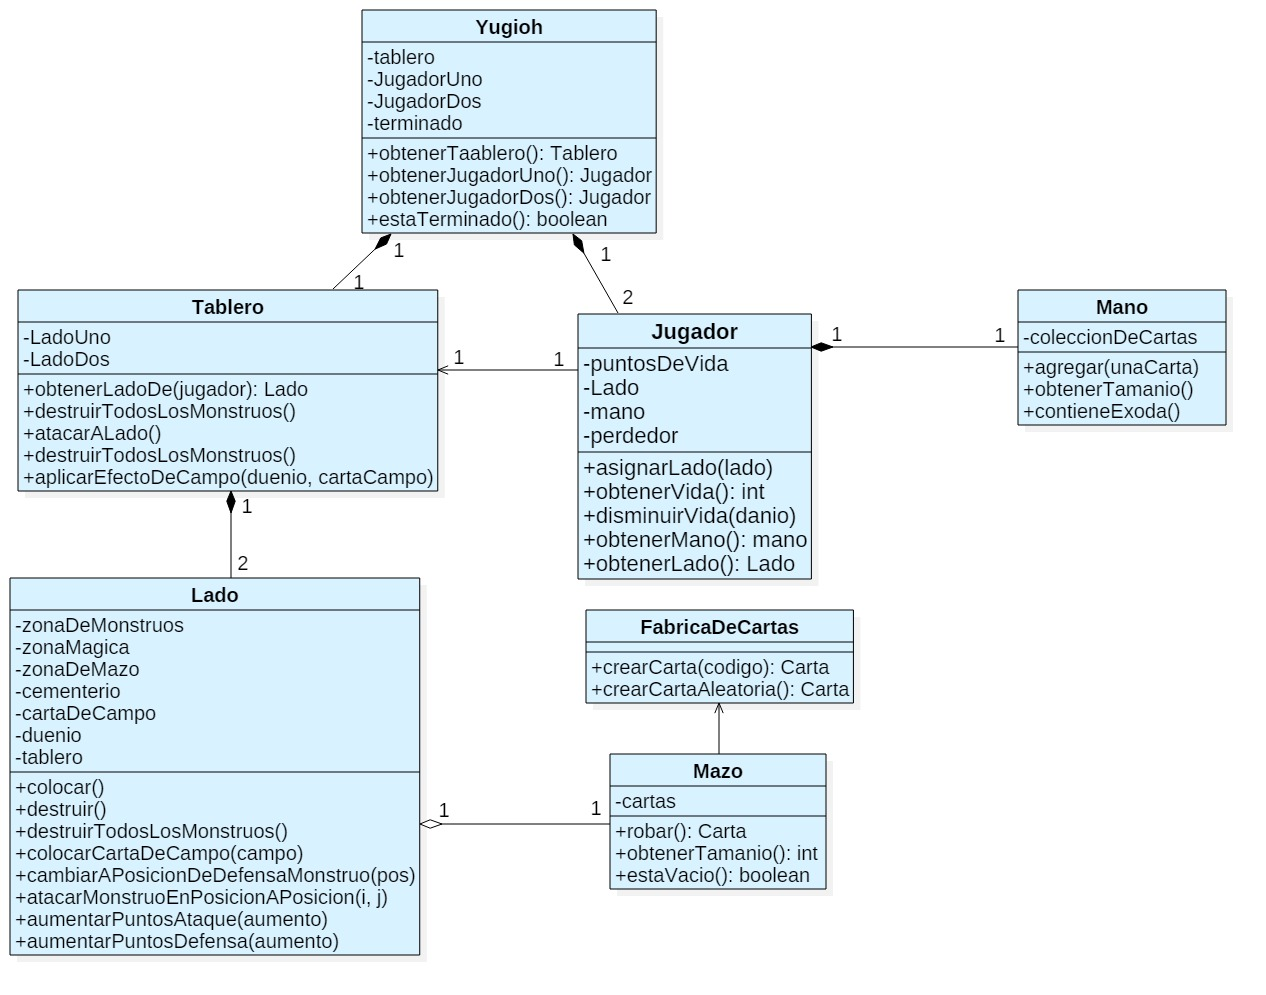 Yugioh
-tablero
-JugadorUno
-JugadorDos
-terminado
+obtenerTaablero(): Tablero
+obtenerJugadorUno(): Jugador
+obtenerJugadorDos(): Jugador
+estaTerminado(): boolean
1
1
1
2
Tablero
-LadoUno
-LadoDos
+obtenerLadoDe(jugador): Lado
+destruirTodosLosMonstruos()
+atacarALado()
+destruirTodosLosMonstruos()
+aplicarEfectoDeCampo(duenio, cartaCampo)
1
1
Jugador
-puntosDeVida
-Lado
-mano
-perdedor
+asignarLado(lado)
+obtenerVida(): int
+disminuirVida(danio)
+obtenerMano(): mano
+obtenerLado(): Lado
1
1
Mano
-coleccionDeCartas
+agregar(unaCarta)
+obtenerTamanio()
+contieneExoda()
1
2
Lado
-zonaDeMonstruos
-zonaMagica
-zonaDeMazo
-cementerio
-cartaDeCampo
-duenio
-tablero
+colocar()
+destruir()
+destruirTodosLosMonstruos()
+colocarCartaDeCampo(campo)
+cambiarAPosicionDeDefensaMonstruo(pos)
+atacarMonstruoEnPosicionAPosicion(i, j)
+aumentarPuntosAtaque(aumento)
+aumentarPuntosDefensa(aumento)
FabricaDeCartas
+crearCarta(codigo): Carta
+crearCartaAleatoria(): Carta
1
1
Mazo
-cartas
+robar(): Carta
+obtenerTamanio(): int
+estaVacio(): boolean